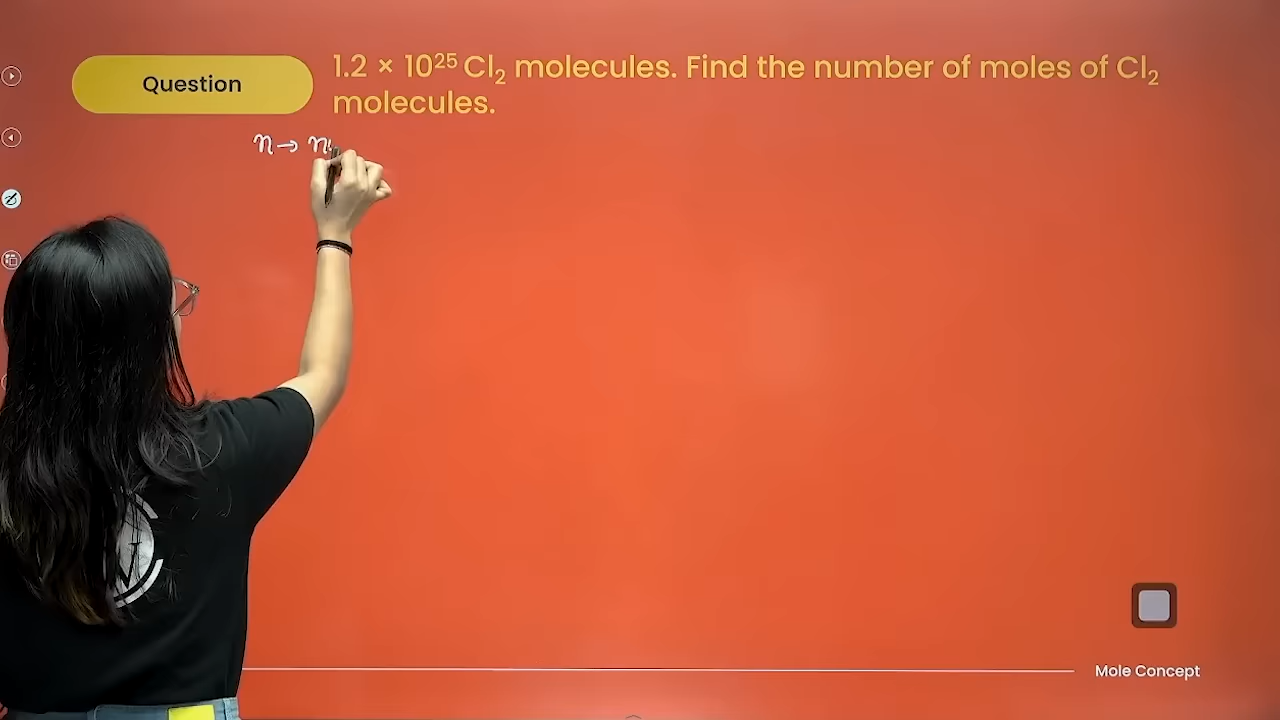 Question
1.2 × 10²⁵ Cl₂ molecules. Find the number of moles of Cl₂
molecules.
n →
Mole Concept